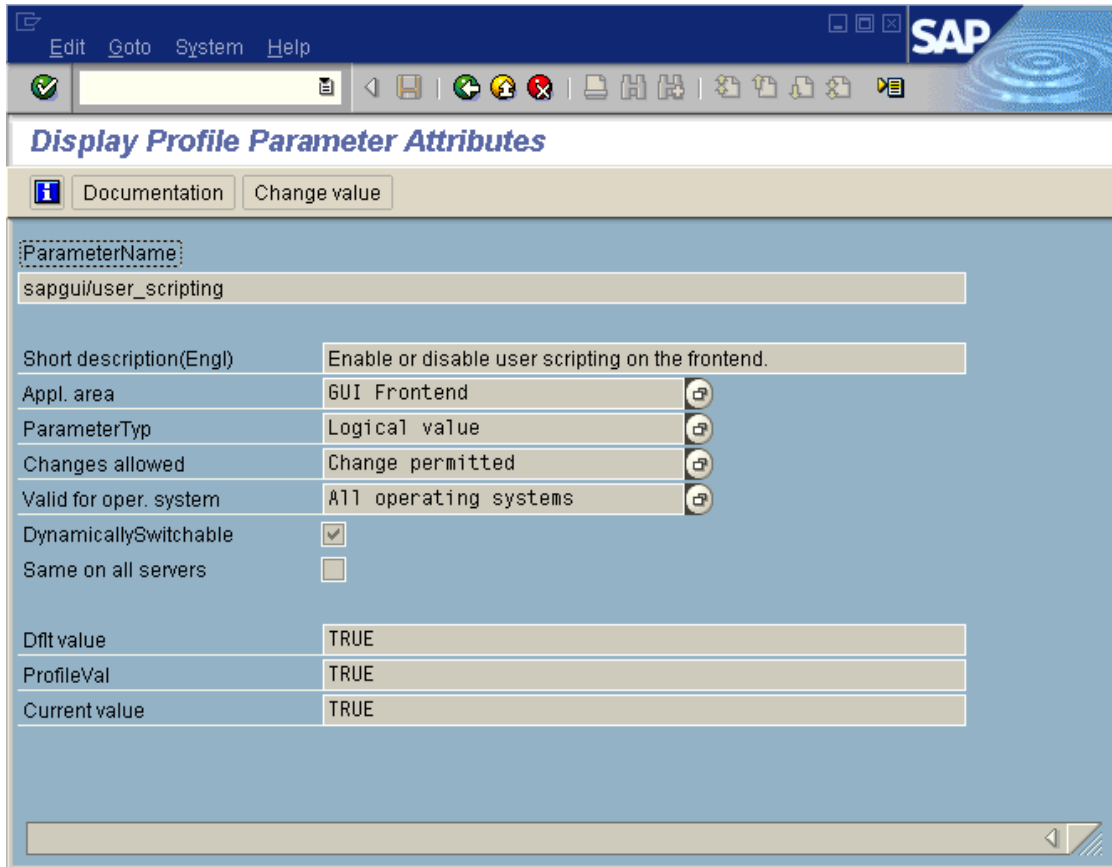 Edit Goto System Help
SAP
Display Profile Parameter Attributes
Documentation Change value
ParameterName
sapgui/user_scripting
Short description(Engl) Enable or disable user scripting on the frontend.
Appl. area GUI Frontend
ParameterTyp Logical value
Changes allowed Change permitted
Valid for oper. system All operating systems
DynamicallySwitchable
Same on all servers
Dflt value TRUE
ProfileVal TRUE
Current value TRUE